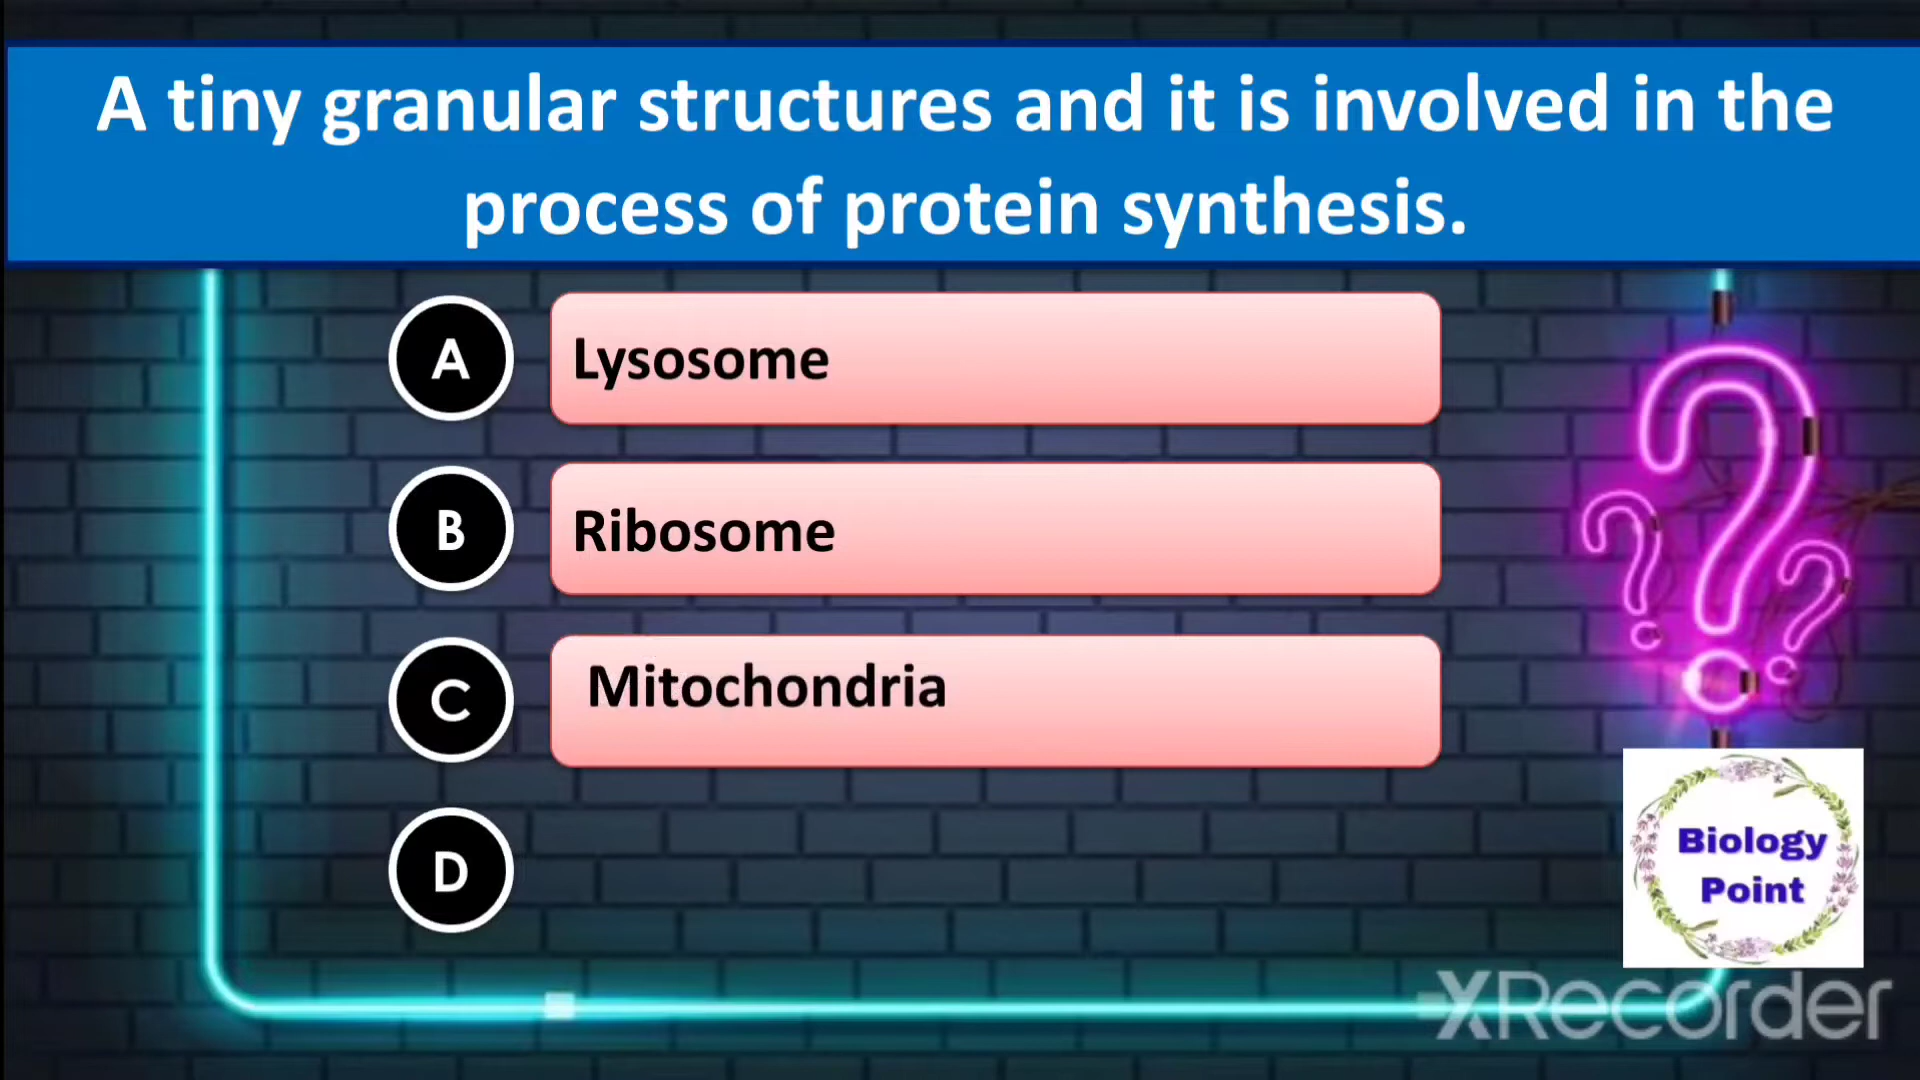 A tiny granular structures and it is involved in the
process of protein synthesis.
A Lysosome
B Ribosome
C Mitochondria
D
Biology
Point
XRecorder